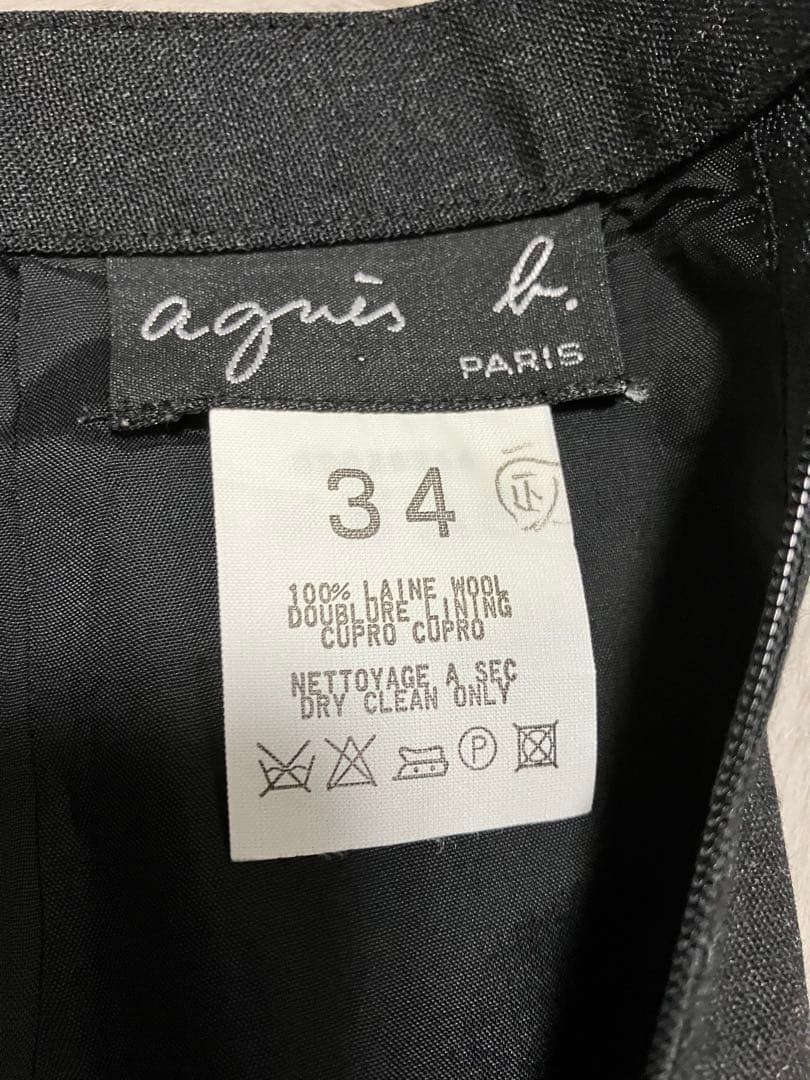 agnès b.
PARIS
34
100% LAINE WOOL
DOUBLURE LINING
CUPRO CUPRO
NETTOYAGE A SEC
DRY CLEAN ONLY
P